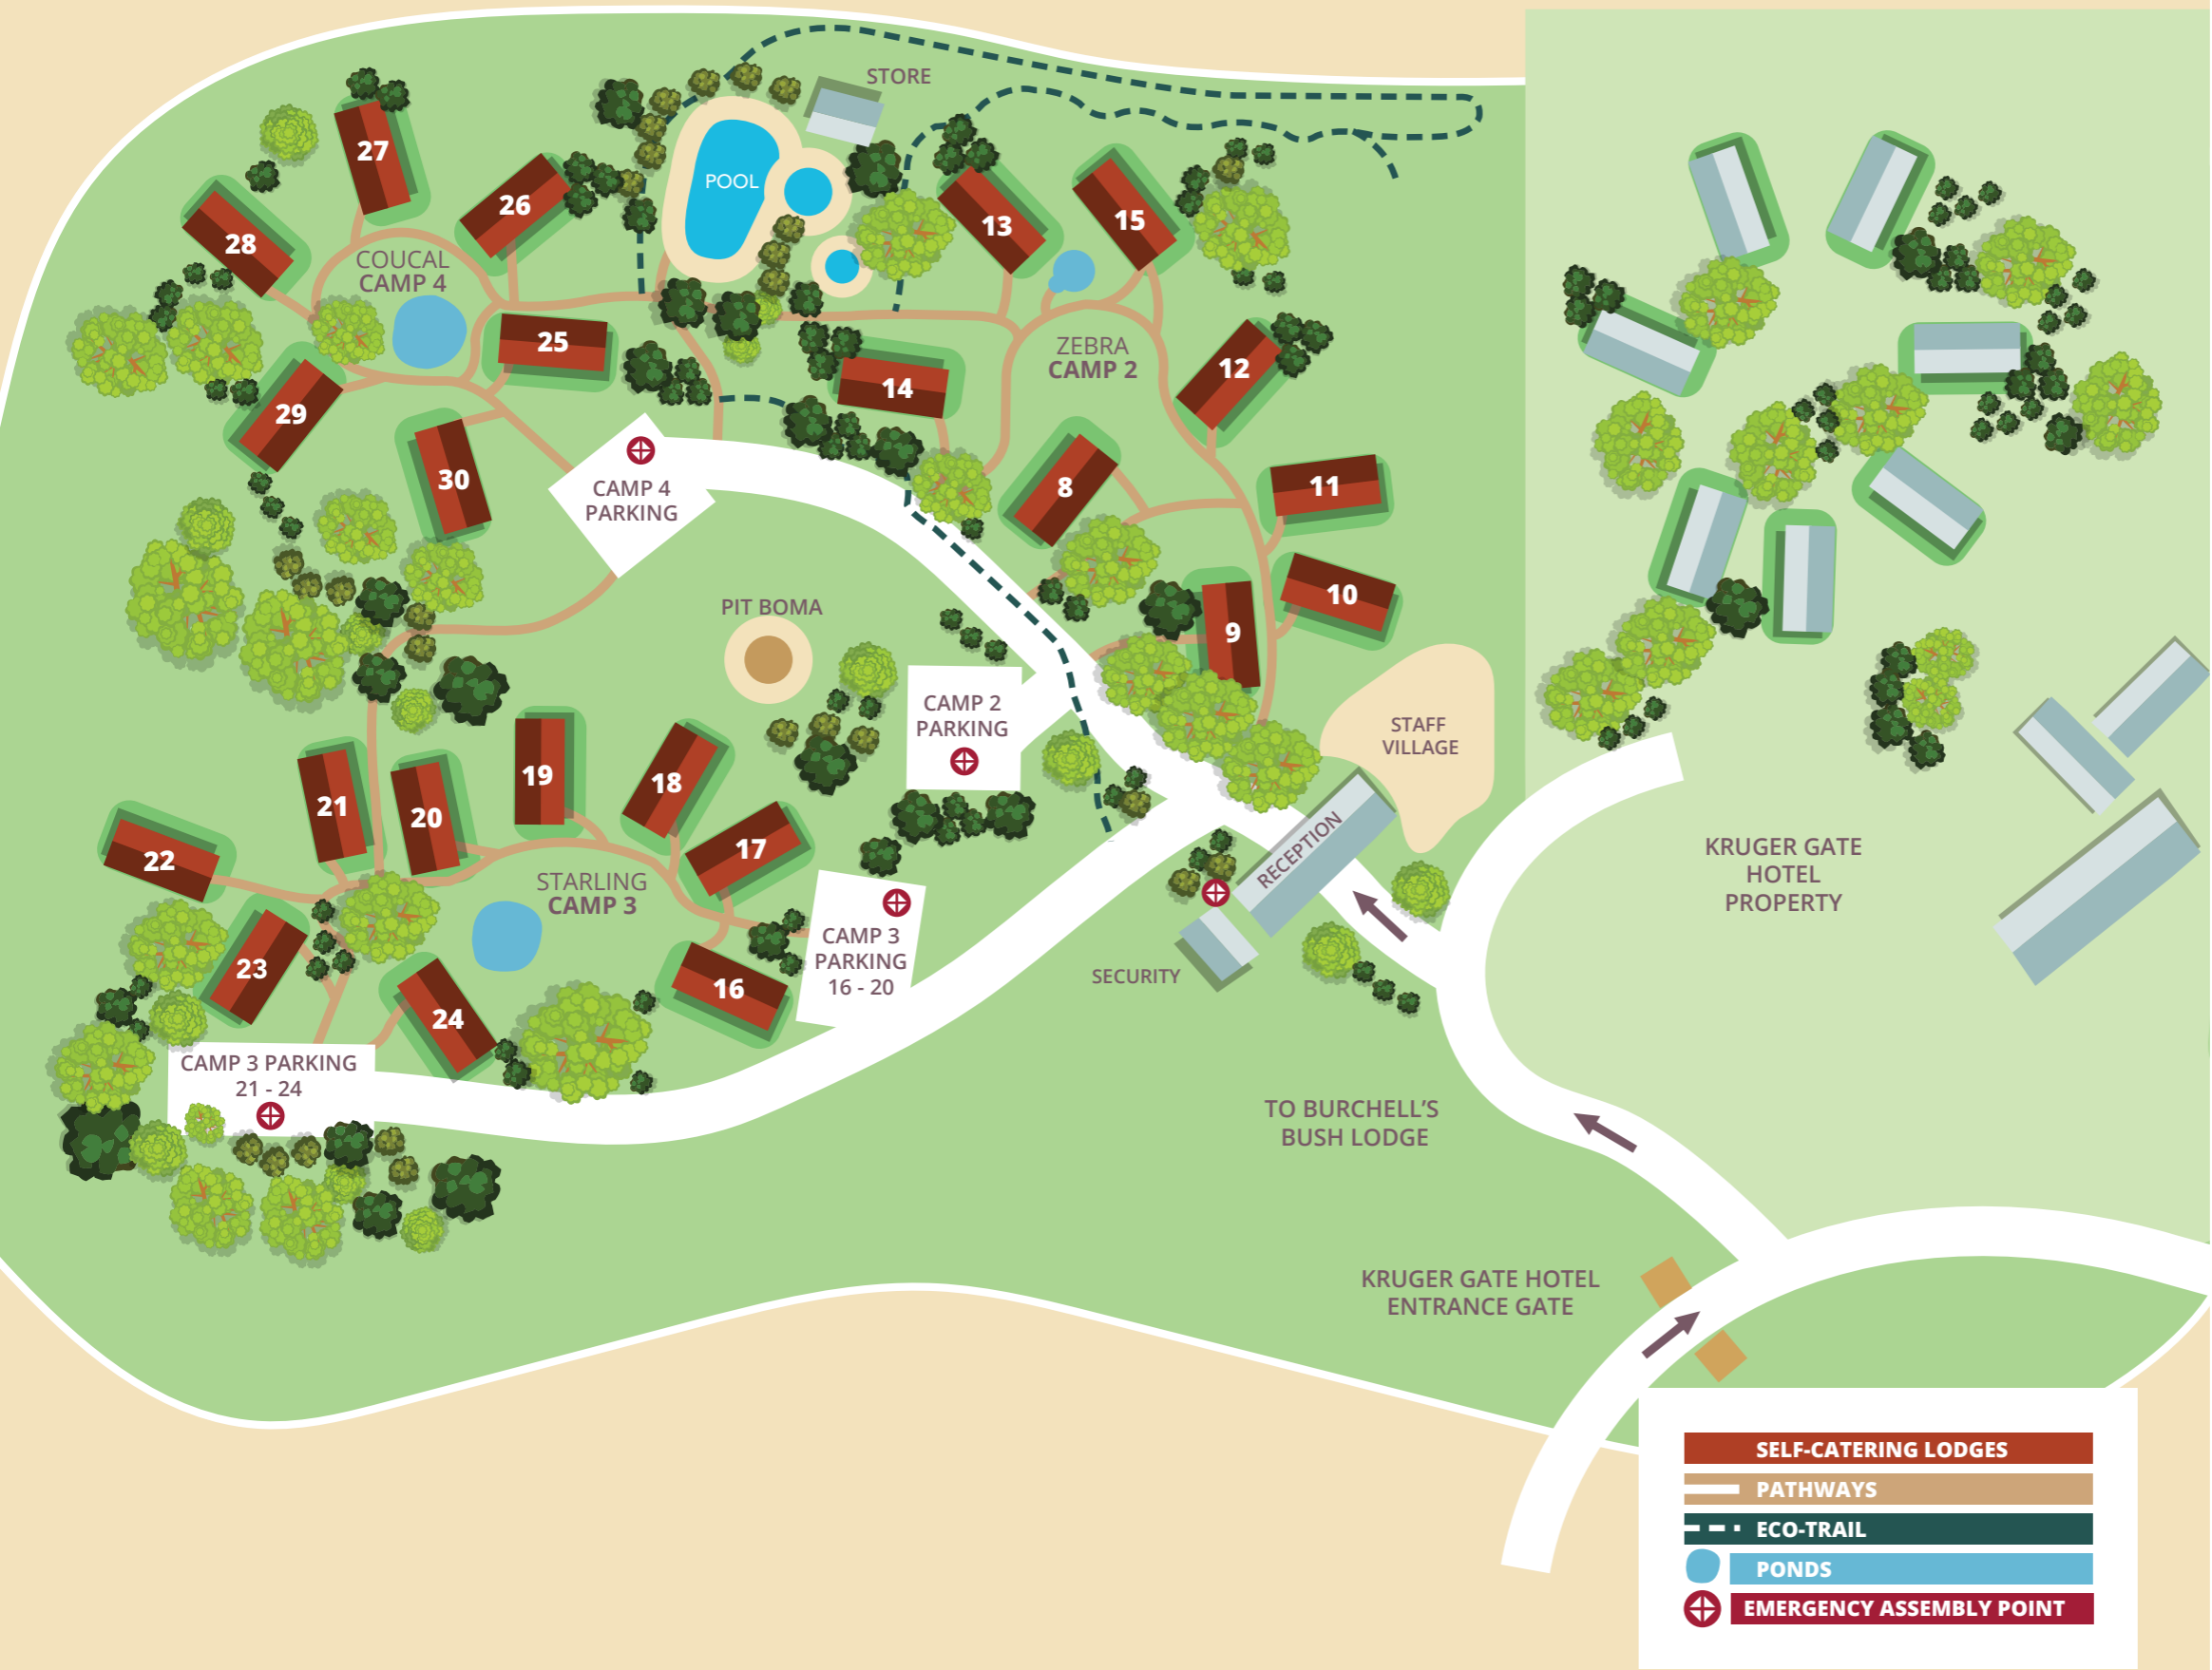 STORE
27
POOL
26
13
15
28
COUCAL
CAMP 4
25
ZEBRA
CAMP 2
12
14
29
30
8
11
CAMP 4
PARKING
10
PIT BOMA
9
CAMP 2
PARKING
STAFF
VILLAGE
19
18
21
20
17
22
RECEPTION
KRUGER GATE
HOTEL
PROPERTY
STARLING
CAMP 3
CAMP 3
PARKING
16 - 20
23
16
SECURITY
24
CAMP 3 PARKING
21 - 24
TO BURCHELL’S
BUSH LODGE
KRUGER GATE HOTEL
ENTRANCE GATE
SELF-CATERING LODGES
PATHWAYS
ECO-TRAIL
PONDS
EMERGENCY ASSEMBLY POINT